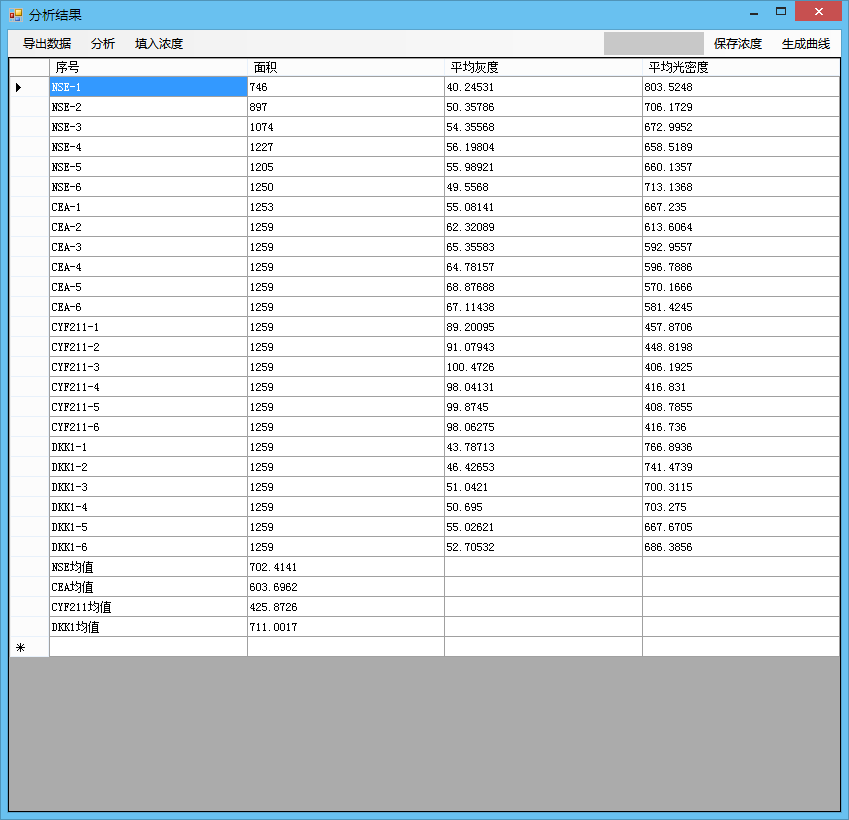 分析结果
导出数据 分析 填入浓度 保存浓度 生成曲线
序号 面积 平均灰度 平均光密度
NSE-1 746 40.24531 803.5248
NSE-2 897 50.35786 706.1729
NSE-3 1074 54.35568 672.9952
NSE-4 1227 56.19804 658.5189
NSE-5 1205 55.98921 660.1357
NSE-6 1250 49.5568 713.1368
CEA-1 1253 55.08141 667.235
CEA-2 1259 62.32089 613.6064
CEA-3 1259 65.35583 592.9557
CEA-4 1259 64.78157 596.7886
CEA-5 1259 68.87688 570.1666
CEA-6 1259 67.11438 581.4245
CYF211-1 1259 89.20095 457.8706
CYF211-2 1259 91.07943 448.8198
CYF211-3 1259 100.4726 406.1925
CYF211-4 1259 98.04131 416.831
CYF211-5 1259 99.8745 408.7855
CYF211-6 1259 98.06275 416.736
DKK1-1 1259 43.78713 766.8936
DKK1-2 1259 46.42653 741.4739
DKK1-3 1259 51.0421 700.3115
DKK1-4 1259 50.695 703.275
DKK1-5 1259 55.02621 667.6705
DKK1-6 1259 52.70532 686.3856
NSE均值 702.4141
CEA均值 603.6962
CYF211均值 425.8726
DKK1均值 711.0017